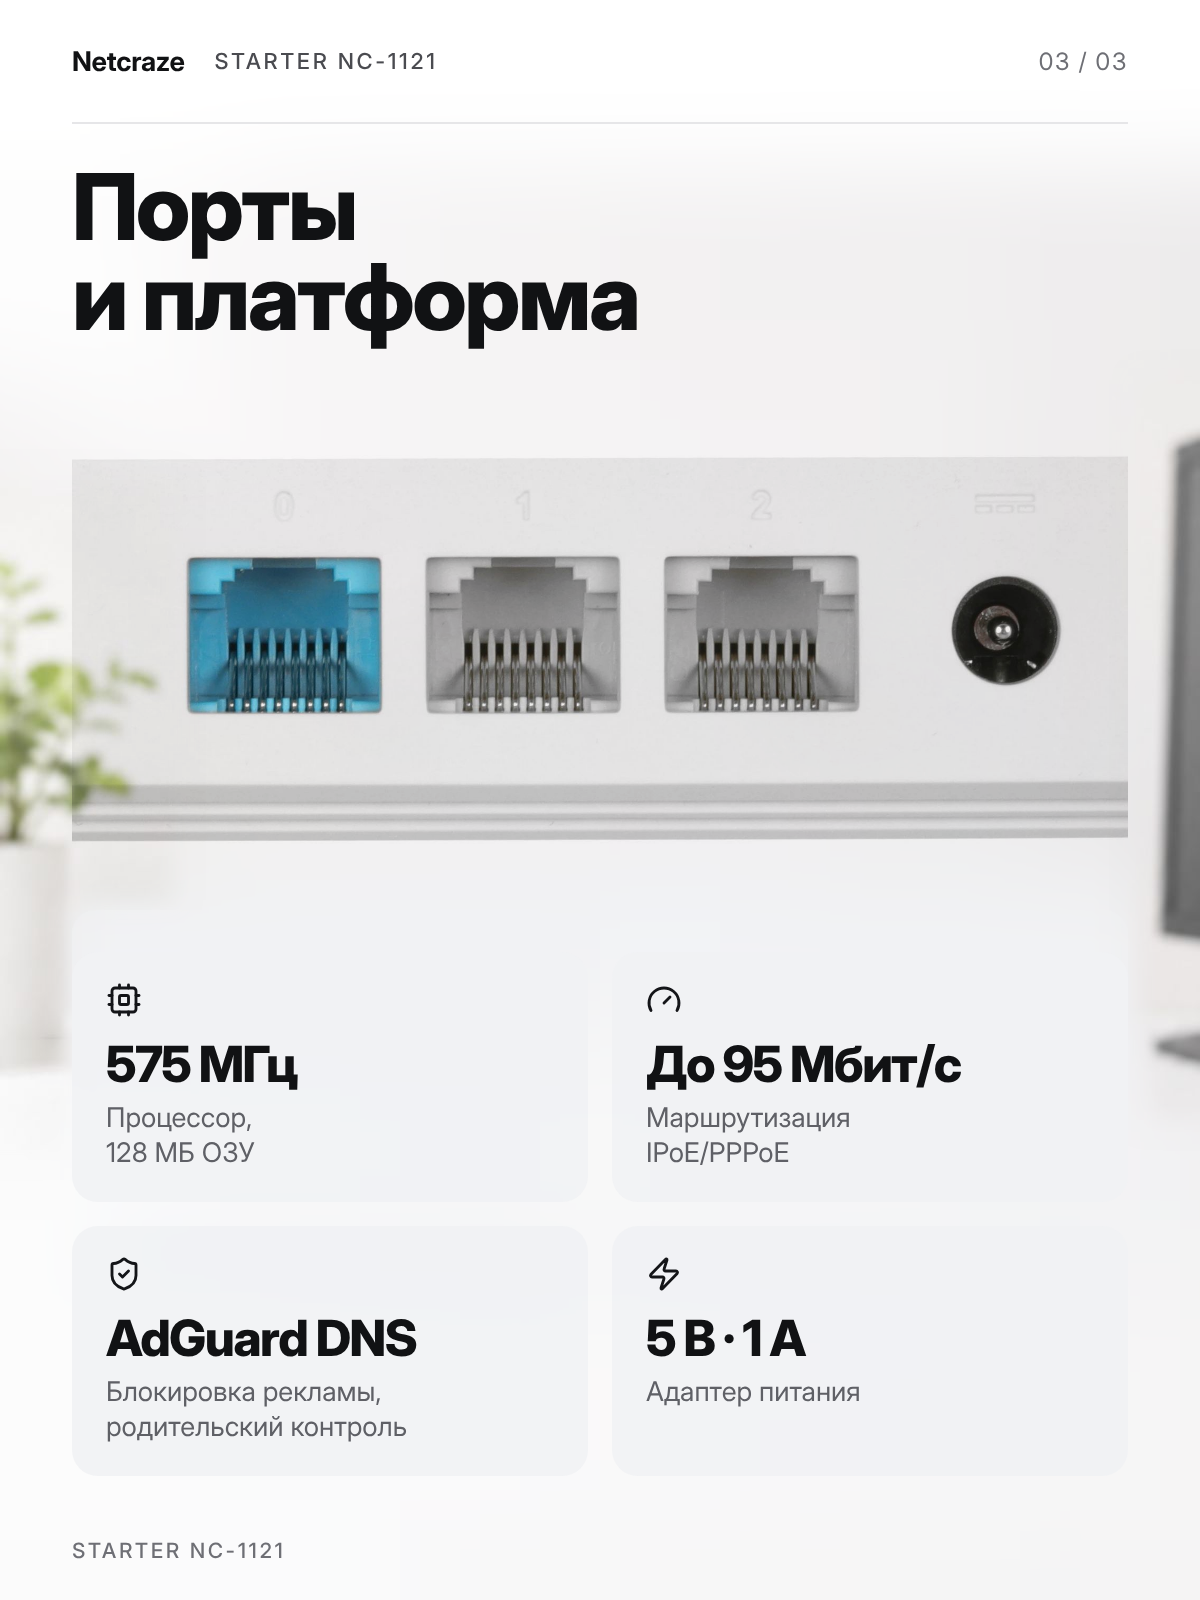 Netcraze STARTER NC-1121 03 / 03
Порты
и платформа
0 1 2
575 МГц
Процессор,
128 МБ ОЗУ
До 95 Мбит/с
Маршрутизация
IPoE/PPPoE
AdGuard DNS
Блокировка рекламы,
родительский контроль
5 В · 1 А
Адаптер питания
STARTER NC-1121